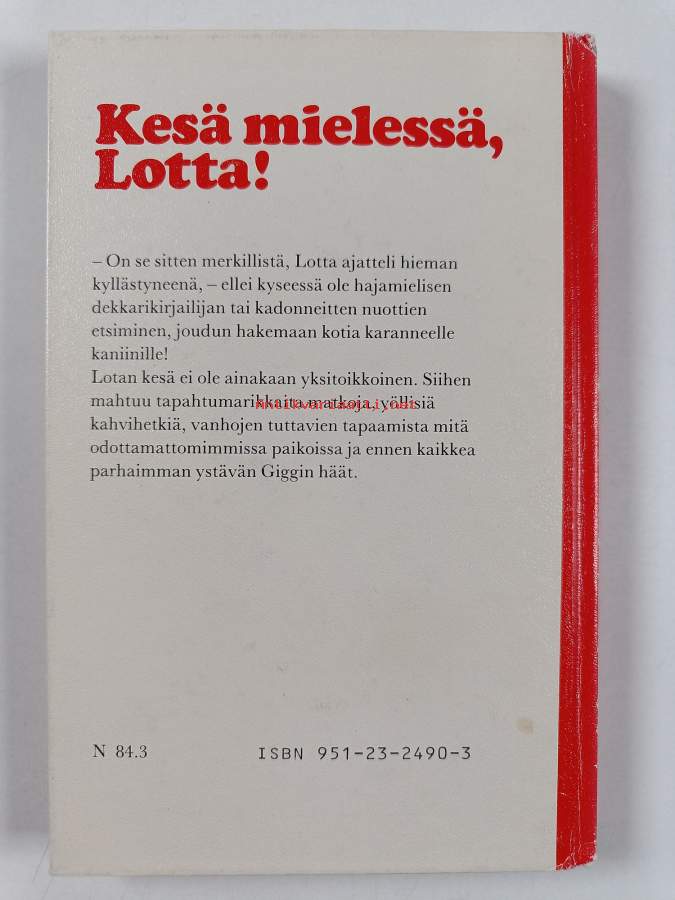 Kesä mielessä,
Lotta!
– On se sitten merkillistä, Lotta ajatteli hieman
kyllästyneenä, – ellei kyseessä ole hajamielisen
dekkarikirjailijan tai kadonneitten nuottien
etsiminen, joudun hakemaan kotia karanneelle
kaniinille!
Lotan kesä ei ole ainakaan yksitoikkoinen. Siihen
mahtuu tapahtumarikkaita matkoja, yöllisiä
Antikvariaatti.net
kahvihetkiä, vanhojen tuttavien tapaamista mitä
odottamattomimmissa paikoissa ja ennen kaikkea
parhaimman ystävän Giggin häät.
N 84.3 ISBN 951-23-2490-3